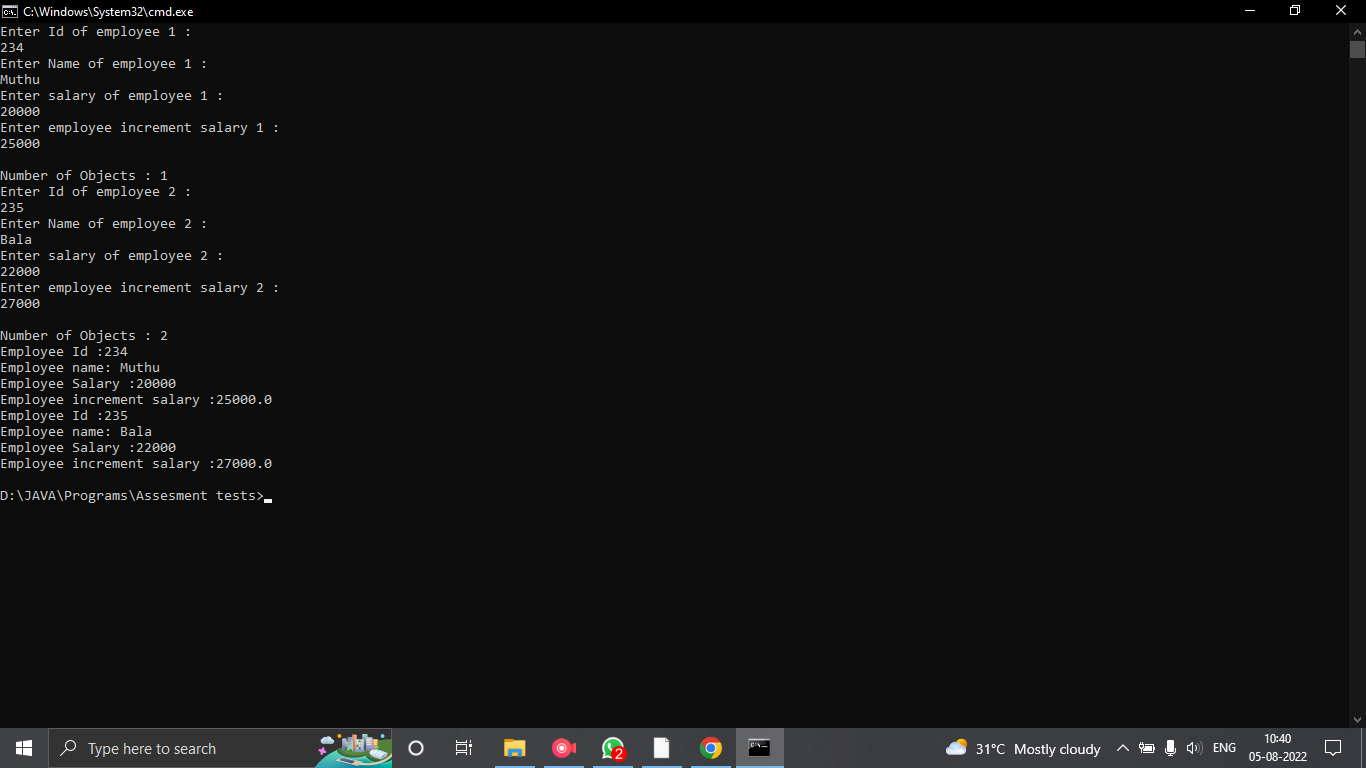 C:\Windows\System32\cmd.exe
Enter Id of employee 1 :
234
Enter Name of employee 1 :
Muthu
Enter salary of employee 1 :
20000
Enter employee increment salary 1 :
25000
Number of Objects : 1
Enter Id of employee 2 :
235
Enter Name of employee 2 :
Bala
Enter salary of employee 2 :
22000
Enter employee increment salary 2 :
27000
Number of Objects : 2
Employee Id :234
Employee name: Muthu
Employee Salary :20000
Employee increment salary :25000.0
Employee Id :235
Employee name: Bala
Employee Salary :22000
Employee increment salary :27000.0
D:\JAVA\Programs\Assesment tests>
Type here to search
2
31°C Mostly cloudy
ENG
10:40
05-08-2022